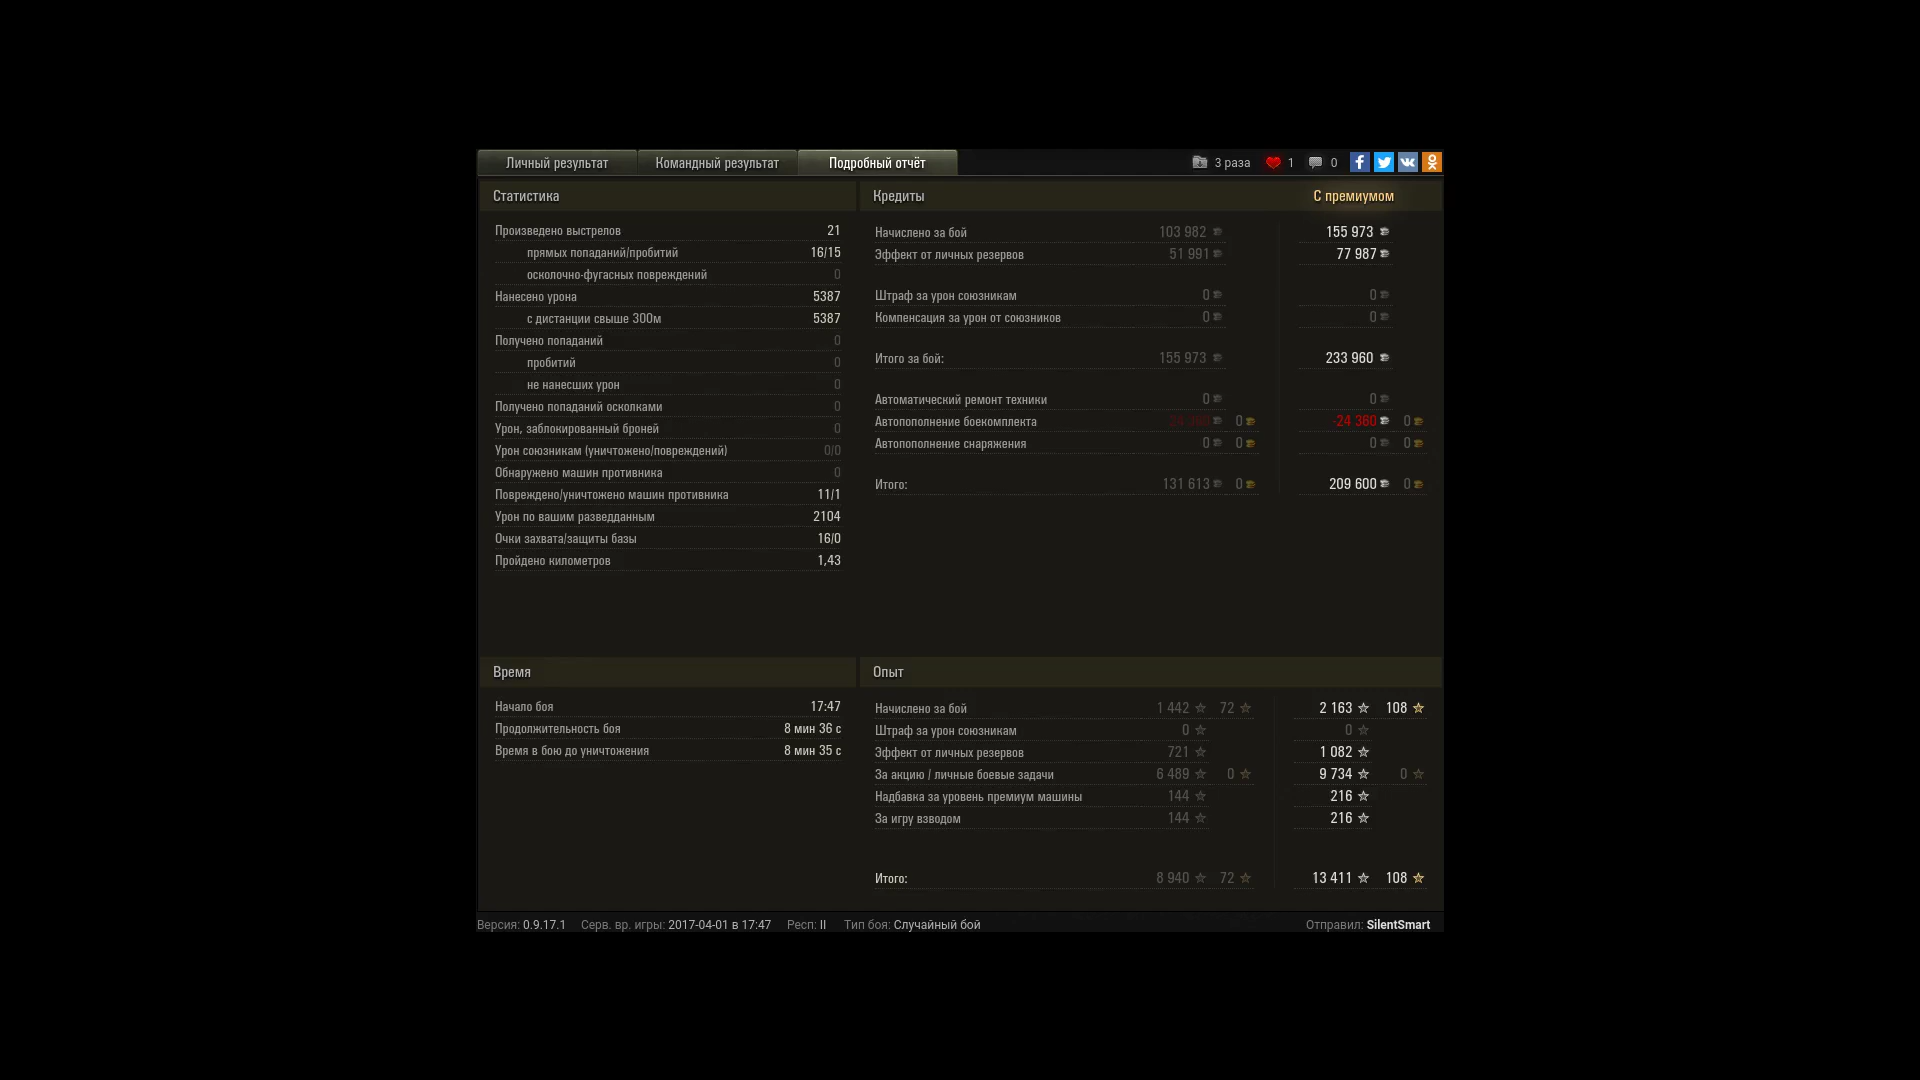 Личный результат Командный результат Подробный отчёт 3 раза 1 0
Статистика
Произведено выстрелов 21
прямых попаданий/пробитий 16/15
осколочно-фугасных повреждений 0
Нанесено урона 5387
с дистанции свыше 300м 5387
Получено попаданий 0
пробитий 0
не нанесших урон 0
Получено попаданий осколками 0
Урон, заблокированный броней 0
Урон союзникам (уничтожено/повреждений) 0/0
Обнаружено машин противника 0
Повреждено/уничтожено машин противника 11/1
Урон по вашим разведданным 2104
Очки захвата/защиты базы 16/0
Пройдено километров 1,43
Кредиты С премиумом
Начислено за бой 103 982 155 973
Эффект от личных резервов 51 991 77 987
Штраф за урон союзникам 0 0
Компенсация за урон от союзников 0 0
Итого за бой: 155 973 233 960
Автоматический ремонт техники 0 0
Автопополнение боекомплекта 0 -24 360 0
Автопополнение снаряжения 0 0 0 0
Итого: 131 613 0 209 600 0
Время
Начало боя 17:47
Продолжительность боя 8 мин 36 с
Время в бою до уничтожения 8 мин 35 с
Опыт
Начислено за бой 1 442 72 2 163 108
Штраф за урон союзникам 0 0
Эффект от личных резервов 721 1 082
За акцию / личные боевые задачи 6 489 0 9 734 0
Надбавка за уровень премиум машины 144 216
За игру взводом 144 216
Итого: 8 940 72 13 411 108
Версия: 0.9.17.1 Серв. вр. игры: 2017-04-01 в 17:47 Респ: II Тип боя: Случайный бой Отправил: SilentSmart